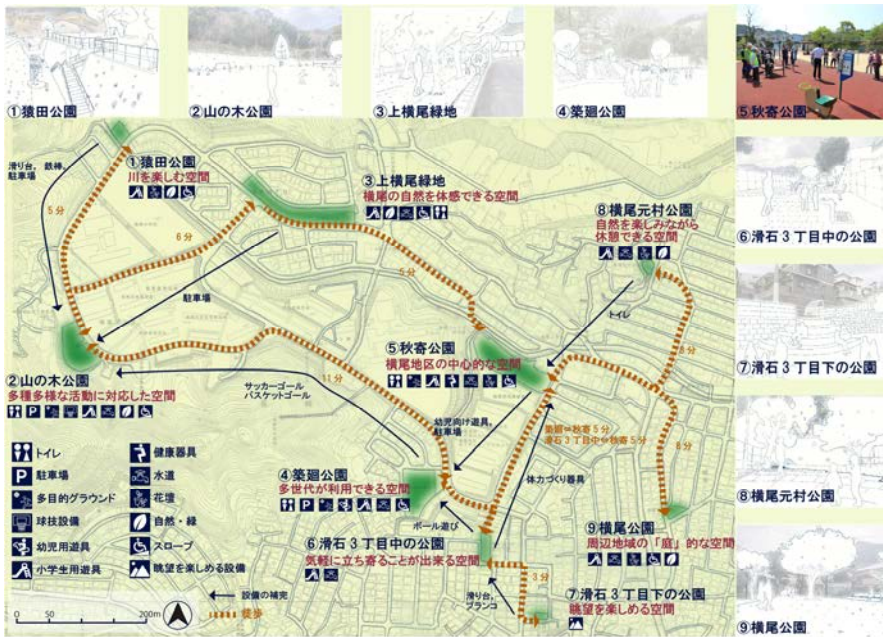 ①猿田公園
②山の木公園
③上横尾緑地
④築廻公園
⑤秋寄公園
⑥滑石3丁目中の公園
⑦滑石3丁目下の公園
⑧横尾元村公園
⑨横尾公園
滑り台、鉄棒、
駐車場
①猿田公園
川を楽しむ空間
5分
6分
③上横尾緑地
横尾の自然を体感できる空間
⑧横尾元村公園
自然を楽しみながら
休憩できる空間
5分
駐車場
トイレ
⑤秋寄公園
横尾地区の中心的な空間
②山の木公園
多種多様な活動に対応した空間
P
サッカーゴール
バスケットゴール
11分
幼児向け遊具、
駐車場
築廻⇔秋寄5分
滑石3丁目中⇔秋寄5分
④築廻公園
多世代が利用できる空間
P
体力づくり器具
ボール遊び
⑥滑石3丁目中の公園
気軽に立ち寄ることが出来る空間
⑨横尾公園
周辺地域の「庭」的な空間
3分
滑り台、
ブランコ
⑦滑石3丁目下の公園
眺望を楽しめる空間
トイレ
P 駐車場
多目的グラウンド
球技設備
幼児用遊具
小学生用遊具
健康器具
水道
花壇
自然・緑
スロープ
眺望を楽しめる設備
0 50 200m
設備の補完
徒歩